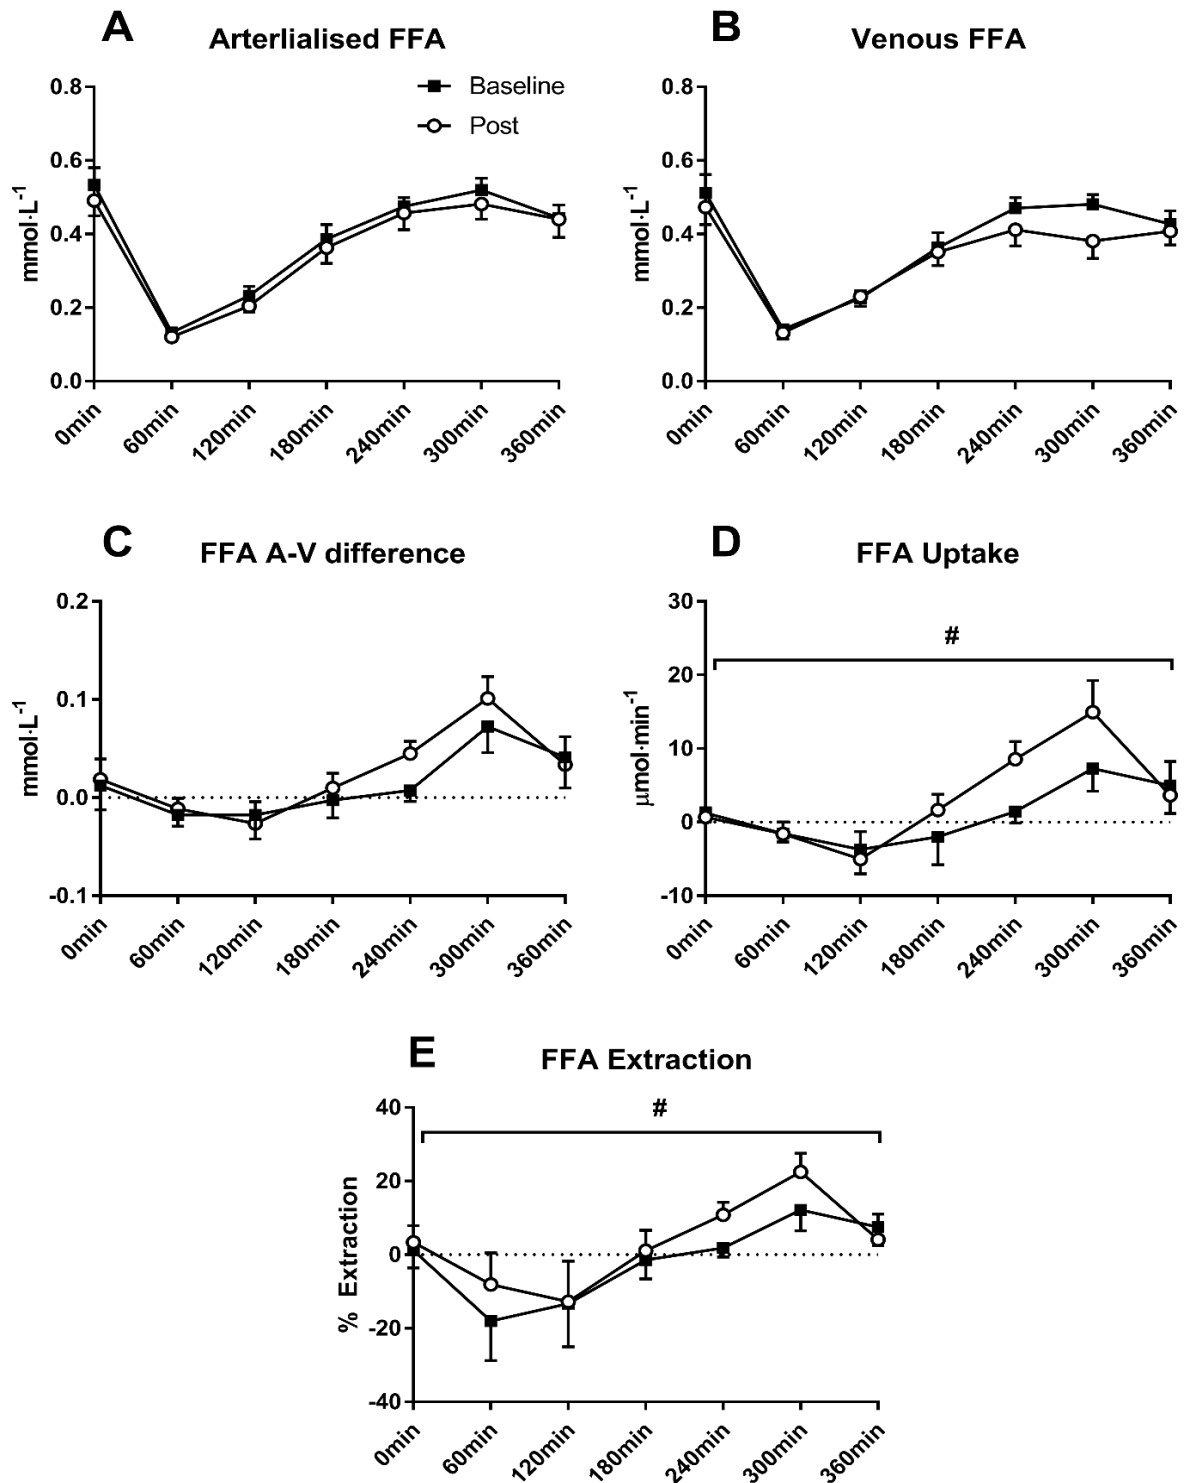 A
Arterlialised FFA
Baseline
Post
mmol·L-1
0.8
0.6
0.4
0.2
0.0
0min
60min
120min
180min
240min
300min
360min
B
Venous FFA
mmol·L-1
0.8
0.6
0.4
0.2
0.0
0min
60min
120min
180min
240min
300min
360min
C
FFA A-V difference
mmol·L-1
0.2
0.1
0.0
-0.1
0min
60min
120min
180min
240min
300min
360min
D
FFA Uptake
#
μmol·min-1
30
20
10
0
-10
0min
60min
120min
180min
240min
300min
360min
E
FFA Extraction
#
% Extraction
40
20
0
-20
-40
0min
60min
120min
180min
240min
300min
360min